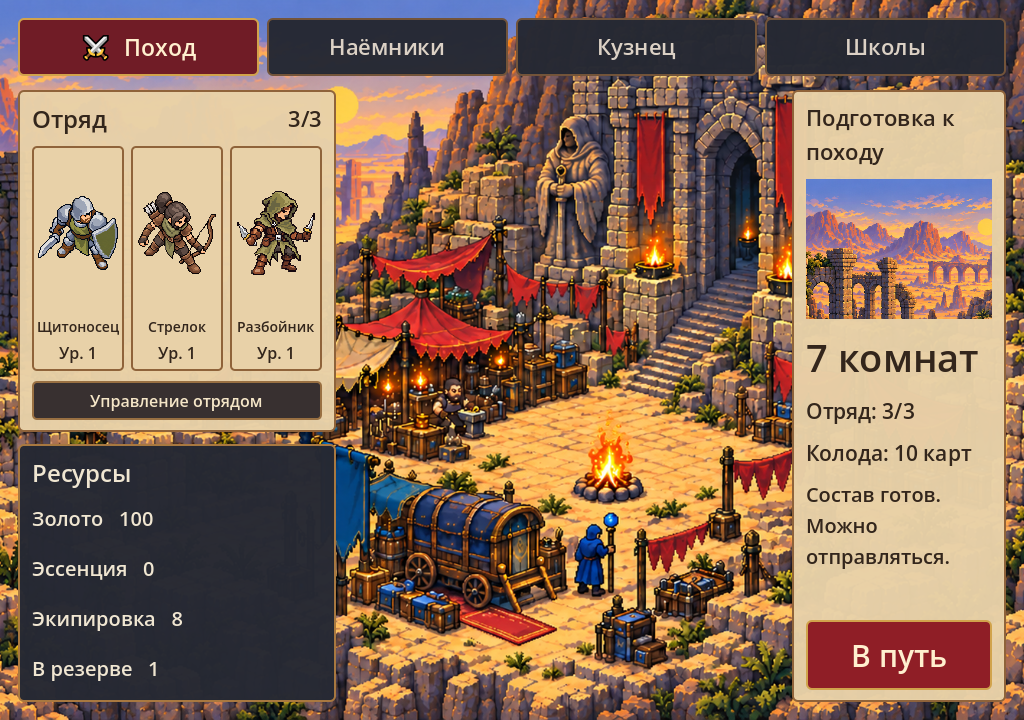 Поход
Наёмники
Кузнец
Школы
Отряд 3/3
Щитоносец
Ур. 1
Стрелок
Ур. 1
Разбойник
Ур. 1
Управление отрядом
Ресурсы
Золото 100
Эссенция 0
Экипировка 8
В резерве 1
Подготовка к
походу
7 комнат
Отряд: 3/3
Колода: 10 карт
Состав готов.
Можно
отправляться.
В путь